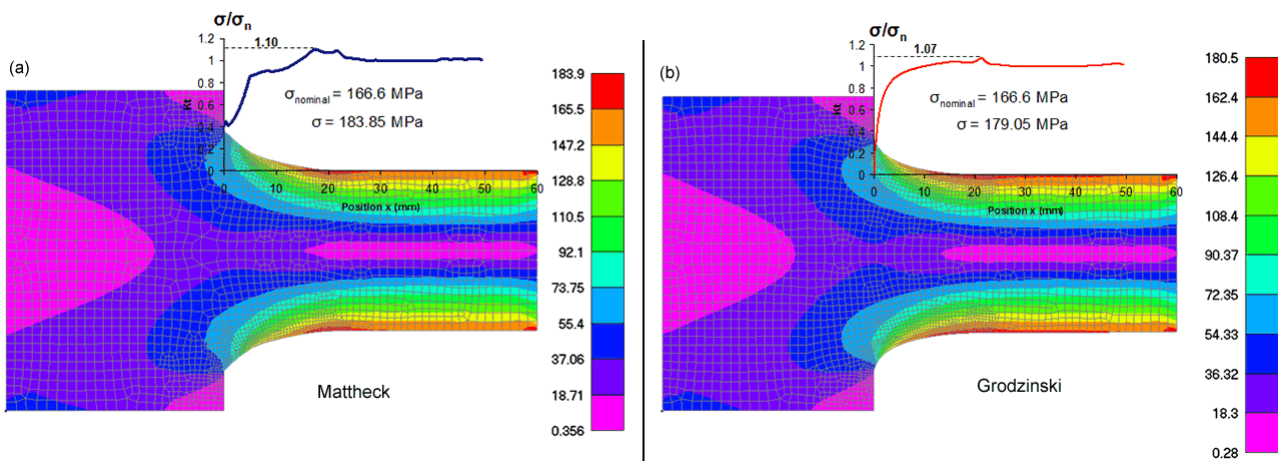 (a)
σ/σn
1.10
1.2
1
0.8
0.6
0.4
0.2
0
Kt
σnominal = 166.6 MPa
σ = 183.85 MPa
0 10 20 30 40 50 60
Position x (mm)
Mattheck
183.9
165.5
147.2
128.8
110.5
92.1
73.75
55.4
37.06
18.71
0.356
(b)
σ/σn
1.07
1.2
1
0.8
0.6
0.4
0.2
0
Kt
σnominal = 166.6 MPa
σ = 179.05 MPa
0 10 20 30 40 50 60
Position x (mm)
Grodzinski
180.5
162.4
144.4
126.4
108.4
90.37
72.35
54.33
36.32
18.3
0.28